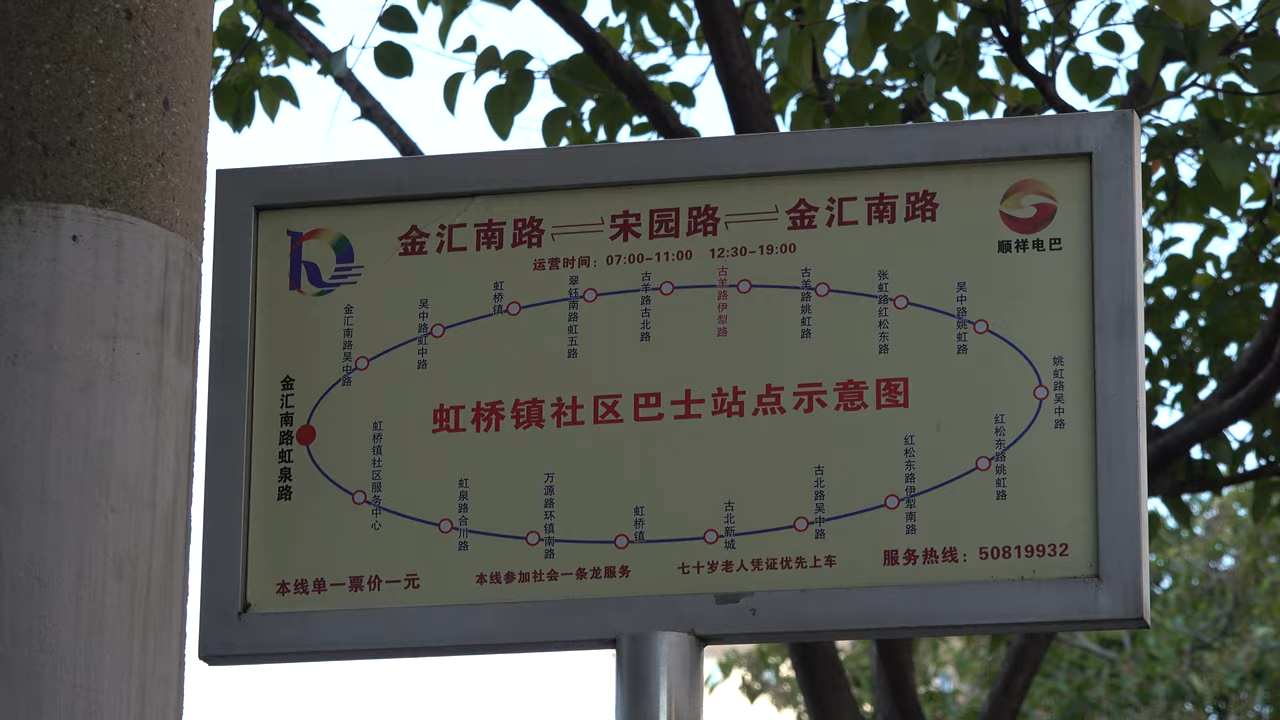 金汇南路⇌宋园路⇌金汇南路
运营时间：07:00-11:00 12:30-19:00
顺祥电巴
金汇南路虹泉路
金汇南路吴中路
吴中路虹中路
虹桥镇
翠钰南路虹五路
古羊路古北路
古羊路伊犁路
古羊路姚虹路
张虹路红松东路
吴中路姚虹路
姚虹路吴中路
虹桥镇社区巴士站点示意图
红松东路姚虹路
红松东路伊犁南路
古北路吴中路
古北新城
虹桥镇
万源路环镇南路
虹泉路合川路
虹桥镇社区服务中心
本线单一票价一元
本线参加社会一条龙服务
七十岁老人凭证优先上车
服务热线：50819932